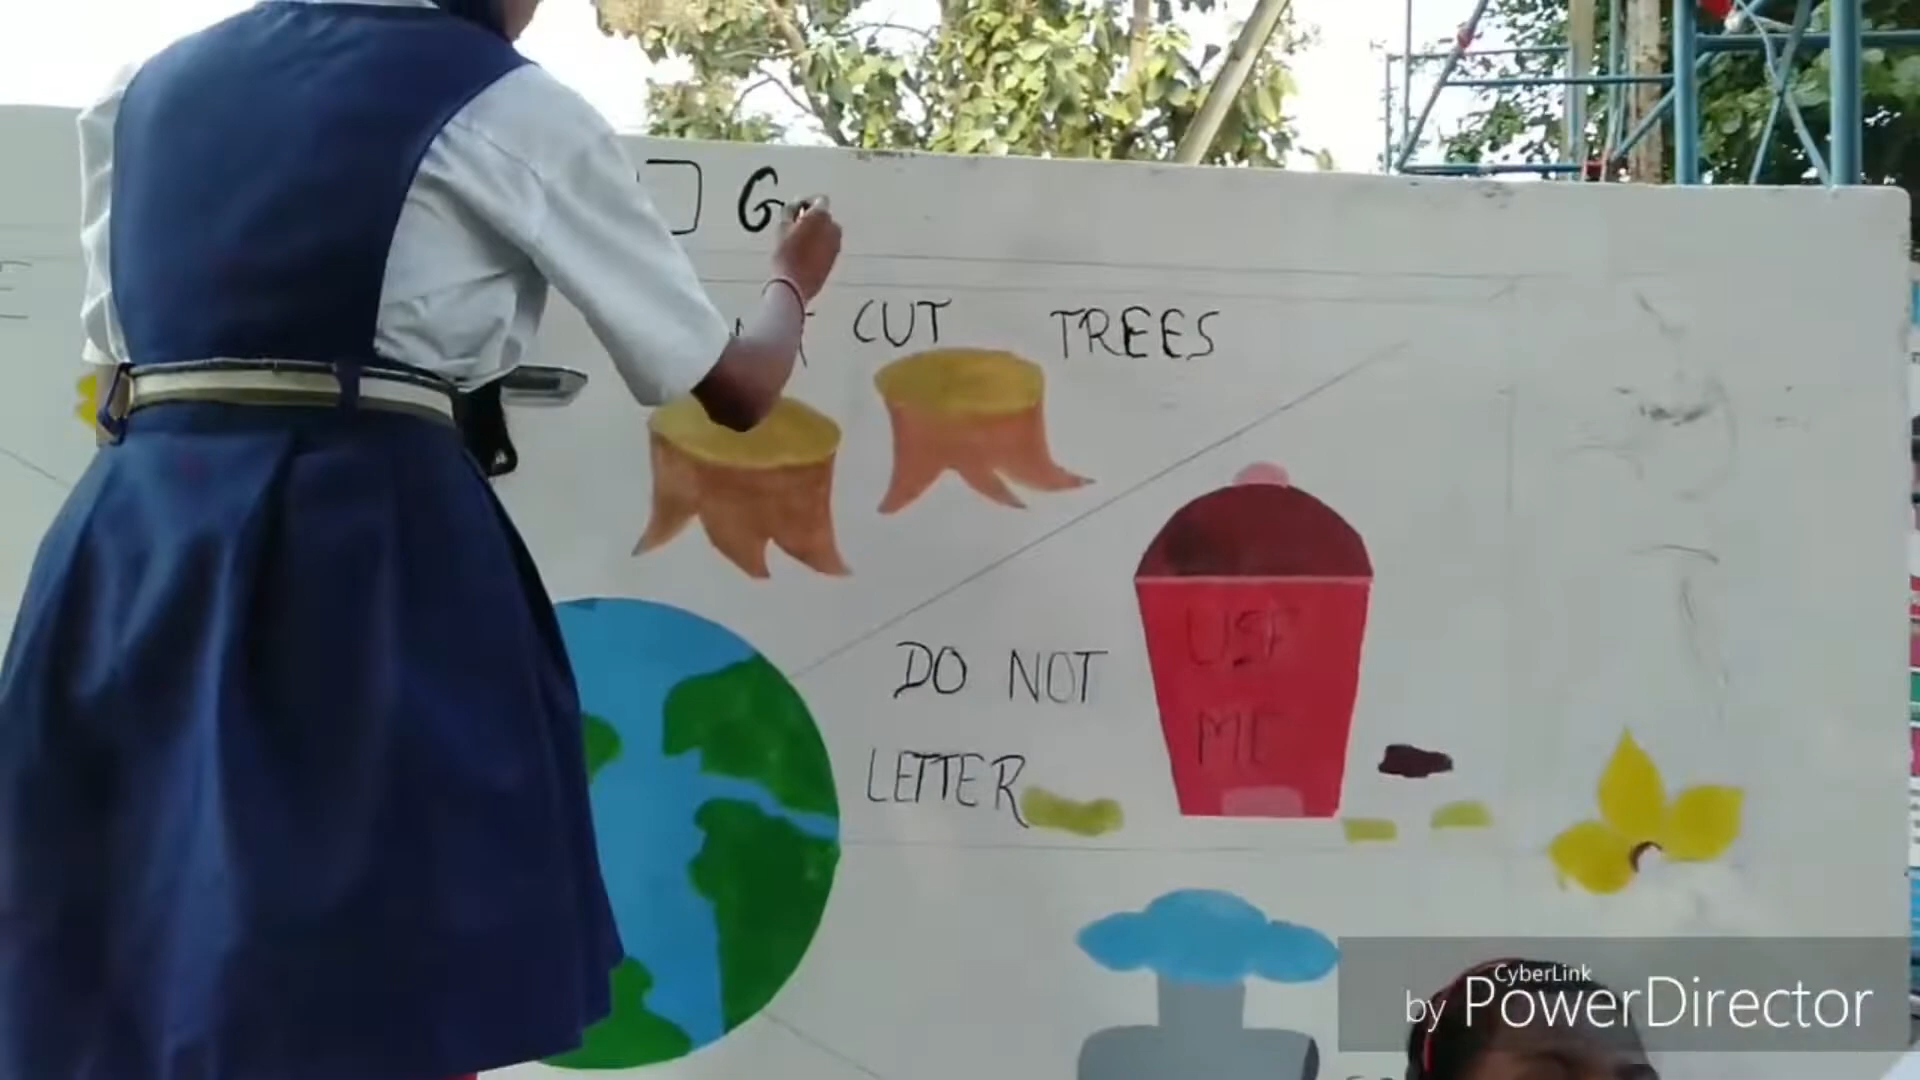 G
CUT TREES
DO NOT
LETTER
USE
ME
CyberLink
by PowerDirector